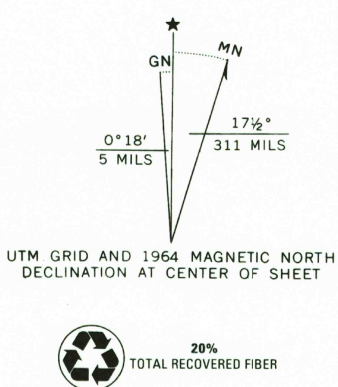 ★
MN
GN
17½°
0°18′
311 MILS
5 MILS
UTM GRID AND 1964 MAGNETIC NORTH
DECLINATION AT CENTER OF SHEET
20%
TOTAL RECOVERED FIBER